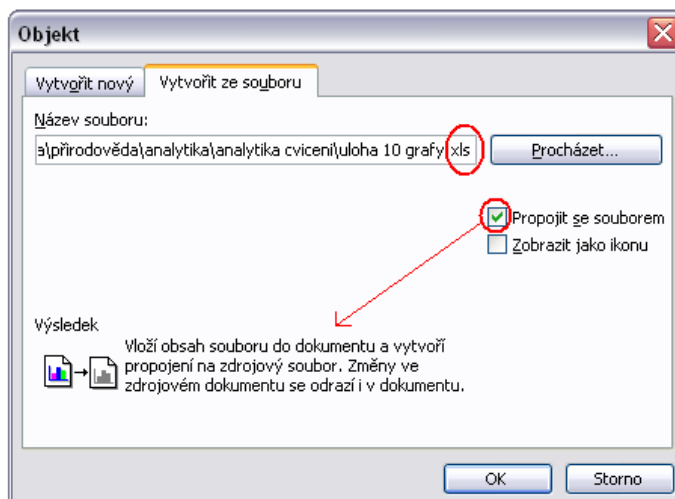 Objekt
Vytvořit nový
Vytvořit ze souboru
Název souboru:
a\přirodověda\analytika\analytika cviceni\uloha 10 grafy.xls
Procházet...
Propojit se souborem
Zobrazit jako ikonu
Výsledek
Vloží obsah souboru do dokumentu a vytvoří
propojení na zdrojový soubor. Změny ve
zdrojovém dokumentu se odrazí i v dokumentu.
OK
Storno